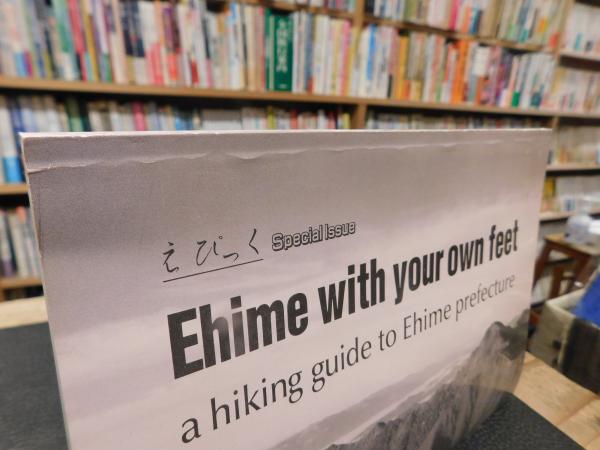 えぴっく Special Issue
Ehime with your own feet
a hiking guide to Ehime prefecture